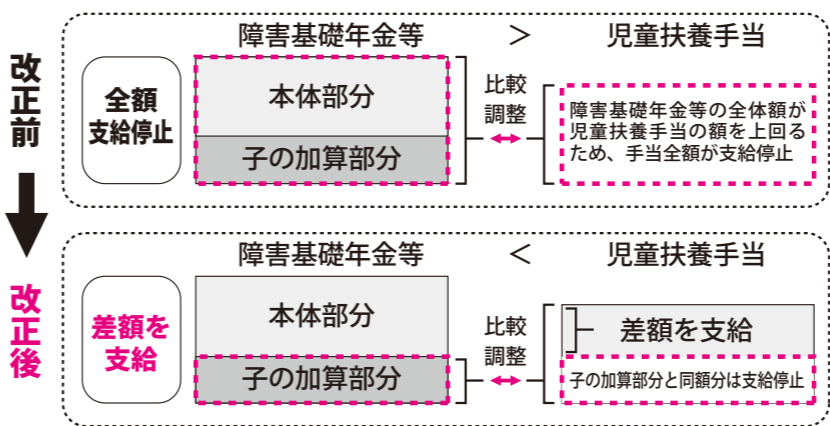 改正前
障害基礎年金等 > 児童扶養手当
全額
支給停止
本体部分
子の加算部分
比較
調整
障害基礎年金等の全体額が
児童扶養手当の額を上回る
ため、手当全額が支給停止
改正後
障害基礎年金等 < 児童扶養手当
差額を
支給
本体部分
子の加算部分
比較
調整
差額を支給
子の加算部分と同額分は支給停止